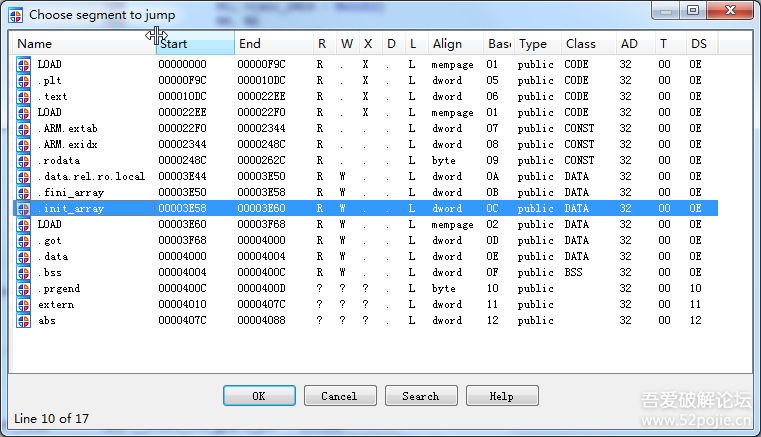 Choose segment to jump
Name Start End R W X D L Align Base Type Class AD T DS
LOAD 00000000 00000F9C R . X . L mempage 01 public CODE 32 00 0E
.plt 00000F9C 000010DC R . X . L dword 05 public CODE 32 00 0E
.text 000010DC 000022EE R . X . L dword 06 public CODE 32 00 0E
LOAD 000022EE 000022F0 R . X . L mempage 01 public CODE 32 00 0E
.ARM.extab 000022F0 00002344 R . . . L dword 07 public CONST 32 00 0E
.ARM.exidx 00002344 0000248C R . . . L dword 08 public CONST 32 00 0E
.rodata 0000248C 0000262C R . . . L byte 09 public CONST 32 00 0E
.data.rel.ro.local 00003E44 00003E50 R W . . L dword 0A public DATA 32 00 0E
.fini_array 00003E50 00003E58 R W . . L dword 0B public DATA 32 00 0E
.init_array 00003E58 00003E60 R W . . L dword 0C public DATA 32 00 0E
LOAD 00003E60 00003F68 R W . . L mempage 02 public DATA 32 00 0E
.got 00003F68 00004000 R W . . L dword 0D public DATA 32 00 0E
.data 00004000 00004004 R W . . L dword 0E public DATA 32 00 0E
.bss 00004004 0000400C R W . . L dword 0F public BSS 32 00 0E
.prgend 0000400C 0000400D ? ? ? . L byte 10 public 32 00 10
extern 00004010 0000407C ? ? ? . L dword 11 public 32 00 11
abs 0000407C 00004088 ? ? ? . L dword 12 public 32 00 12
OK Cancel Search Help
Line 10 of 17
吾爱破解论坛
www.52pojie.cn